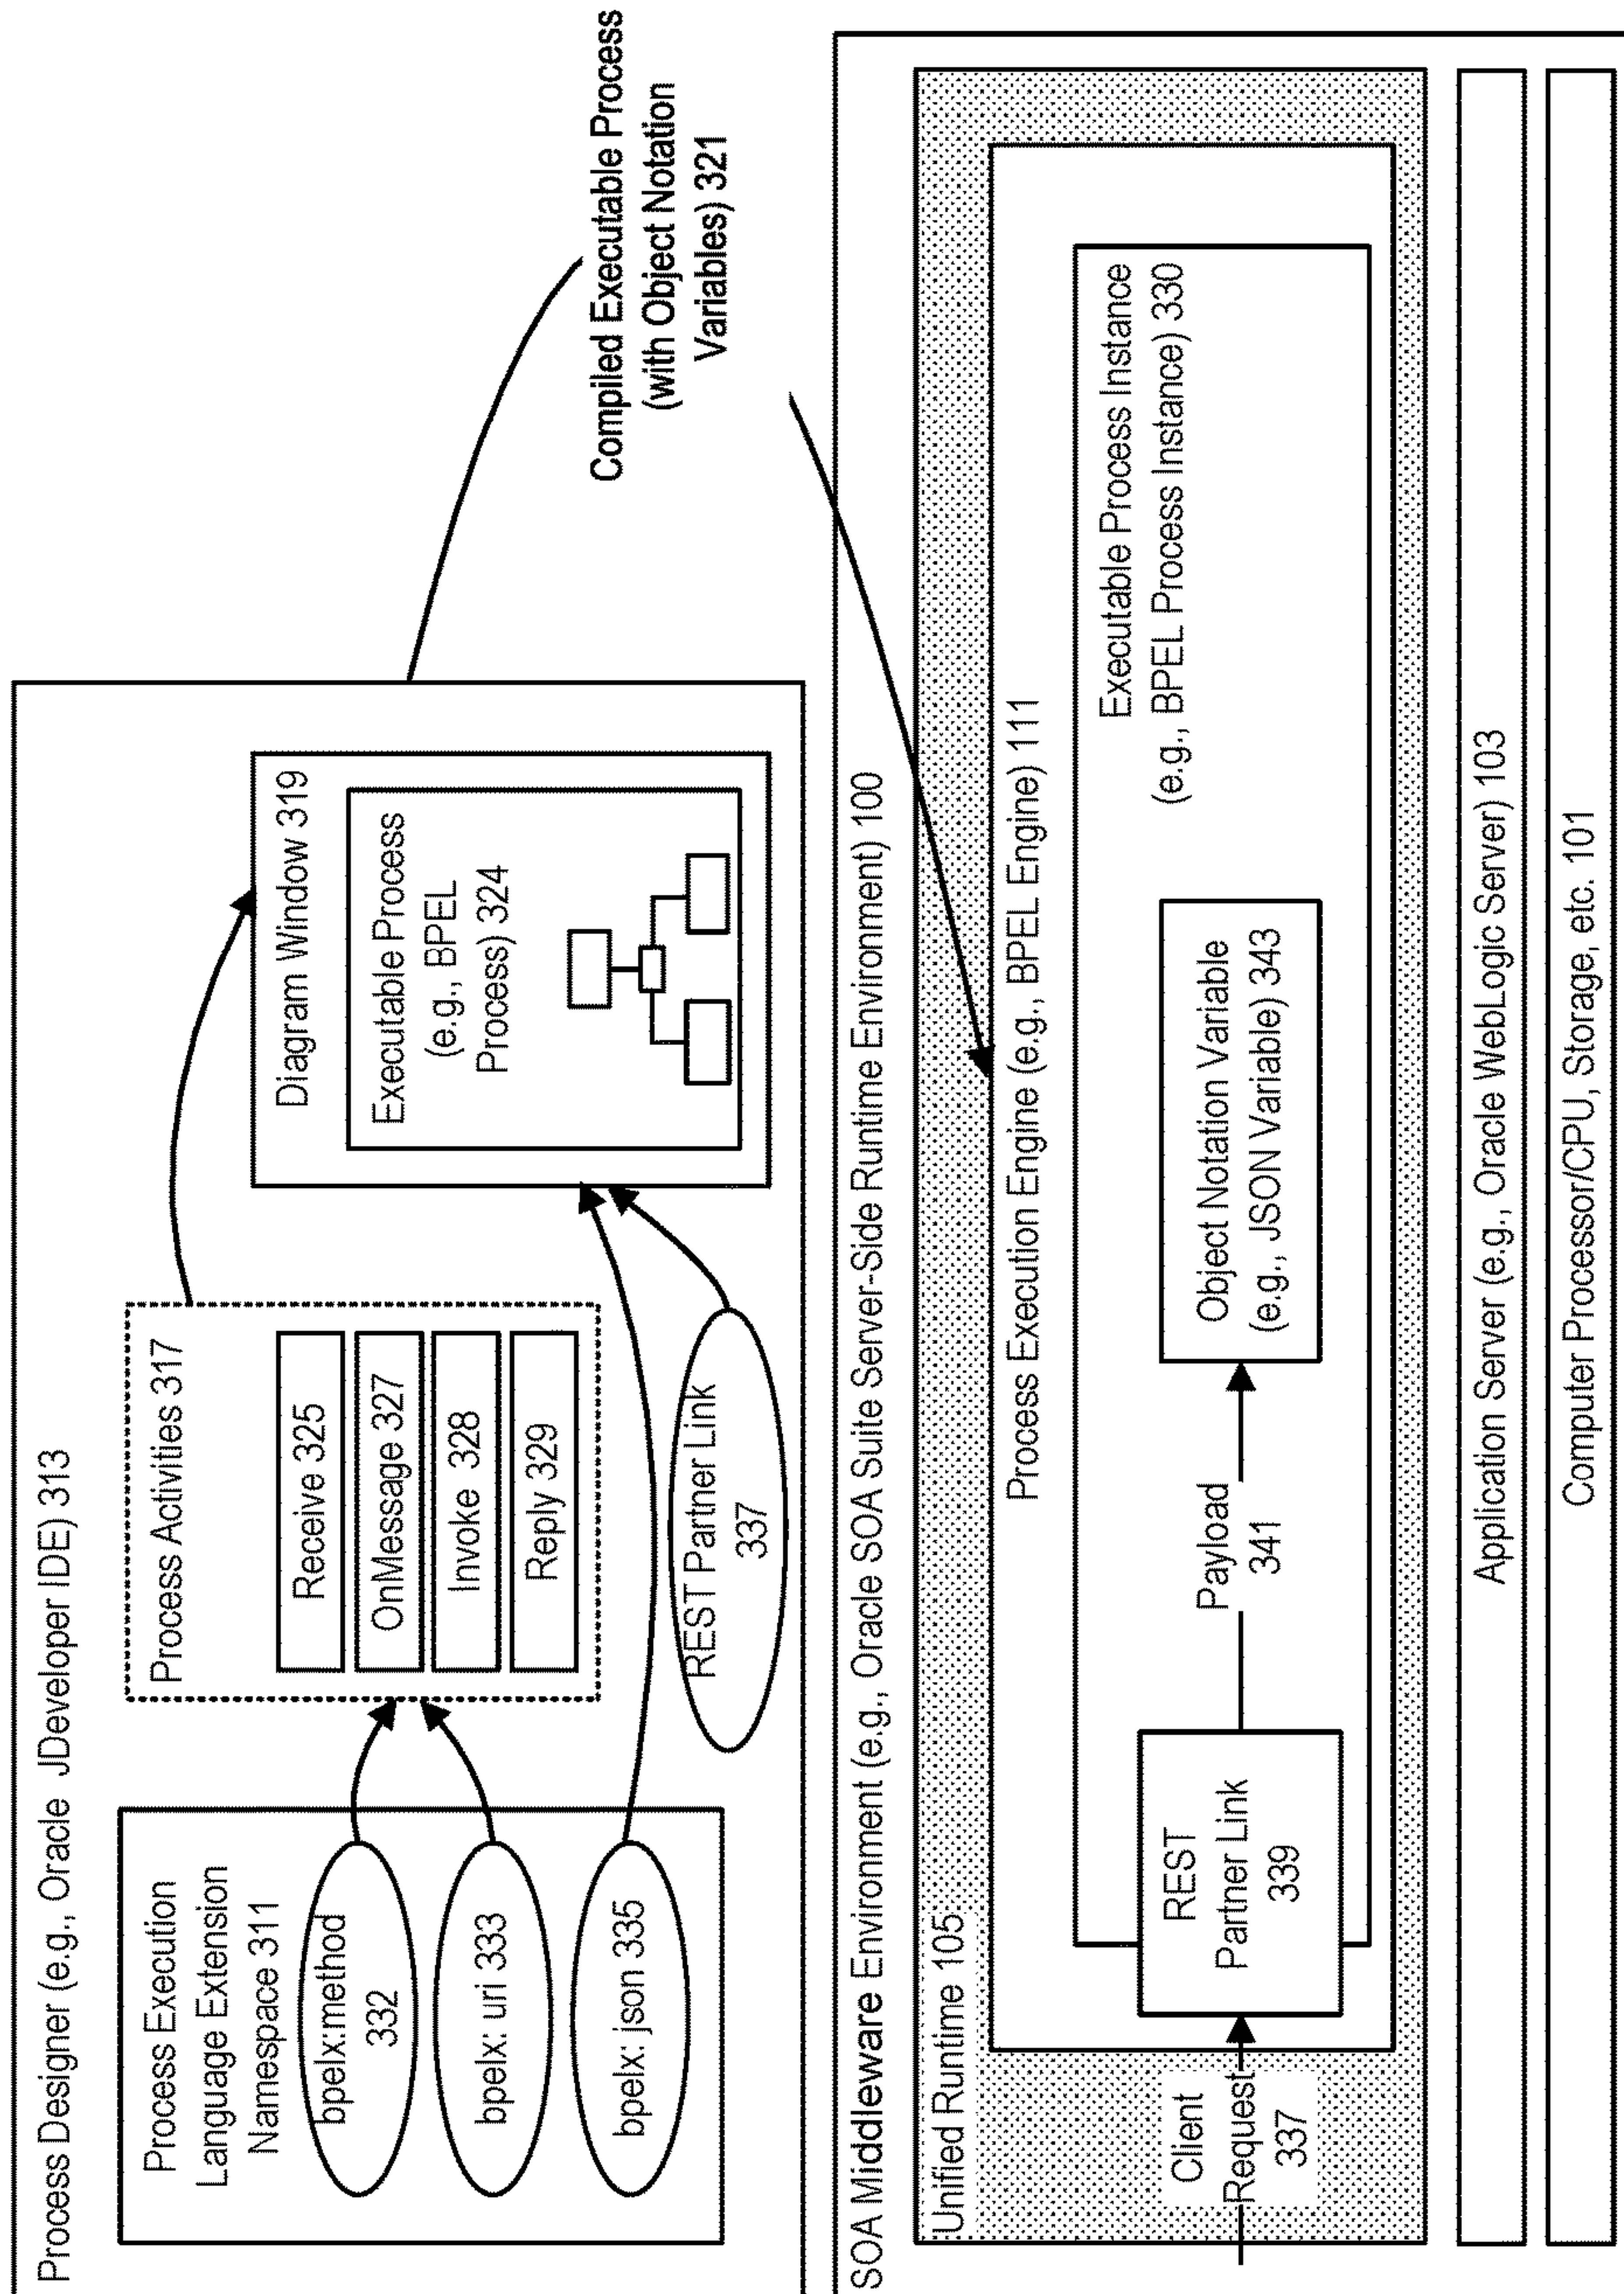 Process Designer (e.g., Oracle JDeveloper IDE) 313
Process Execution
Language Extension
Namespace 311
bpelx:method
332
bpelx: uri 333
bpelx: json 335
Process Activities 317
Receive 325
OnMessage 327
Invoke 328
Reply 329
REST Partner Link
337
Diagram Window 319
Executable Process
(e.g., BPEL
Process) 324
Compiled Executable Process
(with Object Notation
Variables) 321
SOA Middleware Environment (e.g., Oracle SOA Suite Server-Side Runtime Environment) 100
Unified Runtime 105
Process Execution Engine (e.g., BPEL Engine) 111
Client
Request
337
REST
Partner Link
339
Payload
341
Object Notation Variable
(e.g., JSON Variable) 343
Executable Process Instance
(e.g., BPEL Process Instance) 330
Application Server (e.g., Oracle WebLogic Server) 103
Computer Processor/CPU, Storage, etc. 101